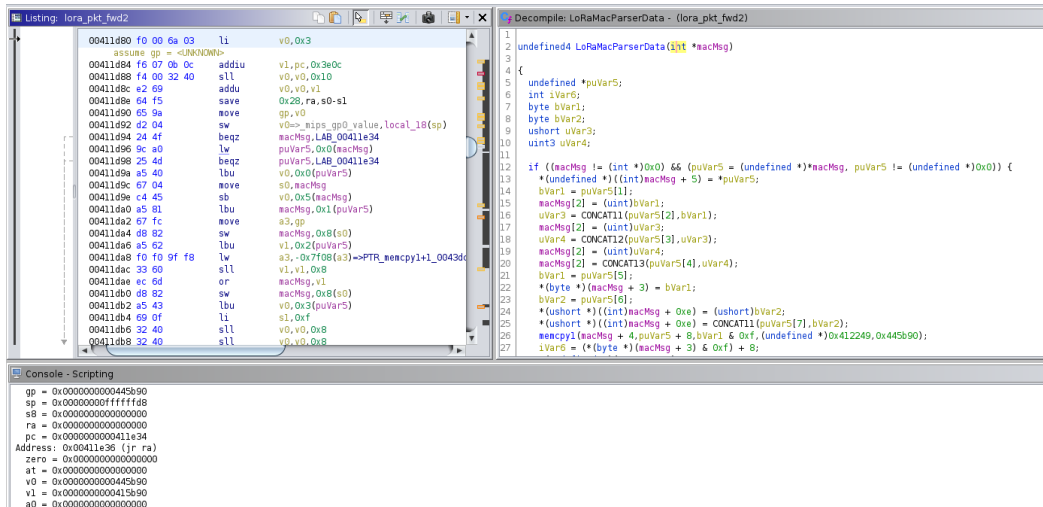 Listing: lora_pkt_fwd2
00411d80 f0 00 6a 03 li v0,0x3
assume gp = <UNKNOWN>
00411d84 f6 07 0b 0c addiu v1,pc,0x3e0c
00411d88 f4 00 32 40 sll v0,v0,0x10
00411d8c e2 69 addu v0,v0,v1
00411d8e 64 f5 save 0x28,ra,s0-s1
00411d90 65 9a move gp,v0
00411d92 d2 04 sw v0=>_mips_gp0_value,local_18(sp)
00411d94 24 4f beqz macMsg,LAB_00411e34
00411d96 9c a0 lw puVar5,0x0(macMsg)
00411d98 25 4d beqz puVar5,LAB_00411e34
00411d9a a5 40 lbu v0,0x0(puVar5)
00411d9c 67 04 move s0,macMsg
00411d9e c4 45 sb v0,0x5(macMsg)
00411da0 a5 81 lbu macMsg,0x1(puVar5)
00411da2 67 fc move a3,gp
00411da4 d8 82 sw macMsg,0x8(s0)
00411da6 a5 62 lbu v1,0x2(puVar5)
00411da8 f0 f0 9f f8 lw a3,-0x7f08(a3)=>PTR_memcpy1+1_0043dc
00411dac 33 60 sll v1,v1,0x8
00411dae ec 6d or macMsg,v1
00411db0 d8 82 sw macMsg,0x8(s0)
00411db2 a5 43 lbu v0,0x3(puVar5)
00411db4 69 0f li s1,0xf
00411db6 32 40 sll v0,v0,0x8
00411db8 32 40 sll v0,v0,0x8
Decompile: LoRaMacParserData - (lora_pkt_fwd2)
1
2 undefined4 LoRaMacParserData(int *macMsg)
3
4 {
5 undefined *puVar5;
6 int iVar6;
7 byte bVar1;
8 byte bVar2;
9 ushort uVar3;
10 uint3 uVar4;
11
12 if ((macMsg != (int *)0x0) && (puVar5 = (undefined *)*macMsg, puVar5 != (undefined *)0x0)) {
13 *(undefined *)((int)macMsg + 5) = *puVar5;
14 bVar1 = puVar5[1];
15 macMsg[2] = (uint)bVar1;
16 uVar3 = CONCAT11(puVar5[2],bVar1);
17 macMsg[2] = (uint)uVar3;
18 uVar4 = CONCAT12(puVar5[3],uVar3);
19 macMsg[2] = (uint)uVar4;
20 macMsg[2] = CONCAT13(puVar5[4],uVar4);
21 bVar1 = puVar5[5];
22 *(byte *)(macMsg + 3) = bVar1;
23 bVar2 = puVar5[6];
24 *(ushort *)((int)macMsg + 0xe) = (ushort)bVar2;
25 *(ushort *)((int)macMsg + 0xe) = CONCAT11(puVar5[7],bVar2);
26 memcpy1(macMsg + 4,puVar5 + 8,bVar1 & 0xf,(undefined *)0x412249,0x445b90);
27 iVar6 = (*(byte *)(macMsg + 3) & 0xf) + 8;
Console - Scripting
gp = 0x0000000000445b90
sp = 0x00000000ffffffd8
s8 = 0x0000000000000000
ra = 0x0000000000000000
pc = 0x0000000000411e34
Address: 0x00411e36 (jr ra)
zero = 0x0000000000000000
at = 0x0000000000000000
v0 = 0x0000000000445b90
v1 = 0x0000000000415b90
a0 = 0x0000000000000000